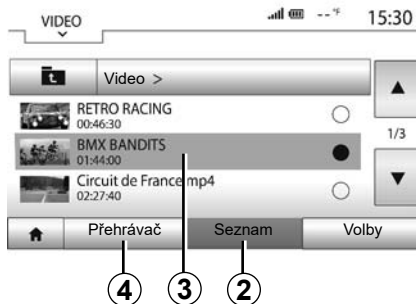 VIDEO --°F 15:30
Video >
RETRO RACING
00:46:30
BMX BANDITS
01:44:00
1/3
Circuit de France mp4
02:27:40
Přehrávač Seznam Volby
4 3 2